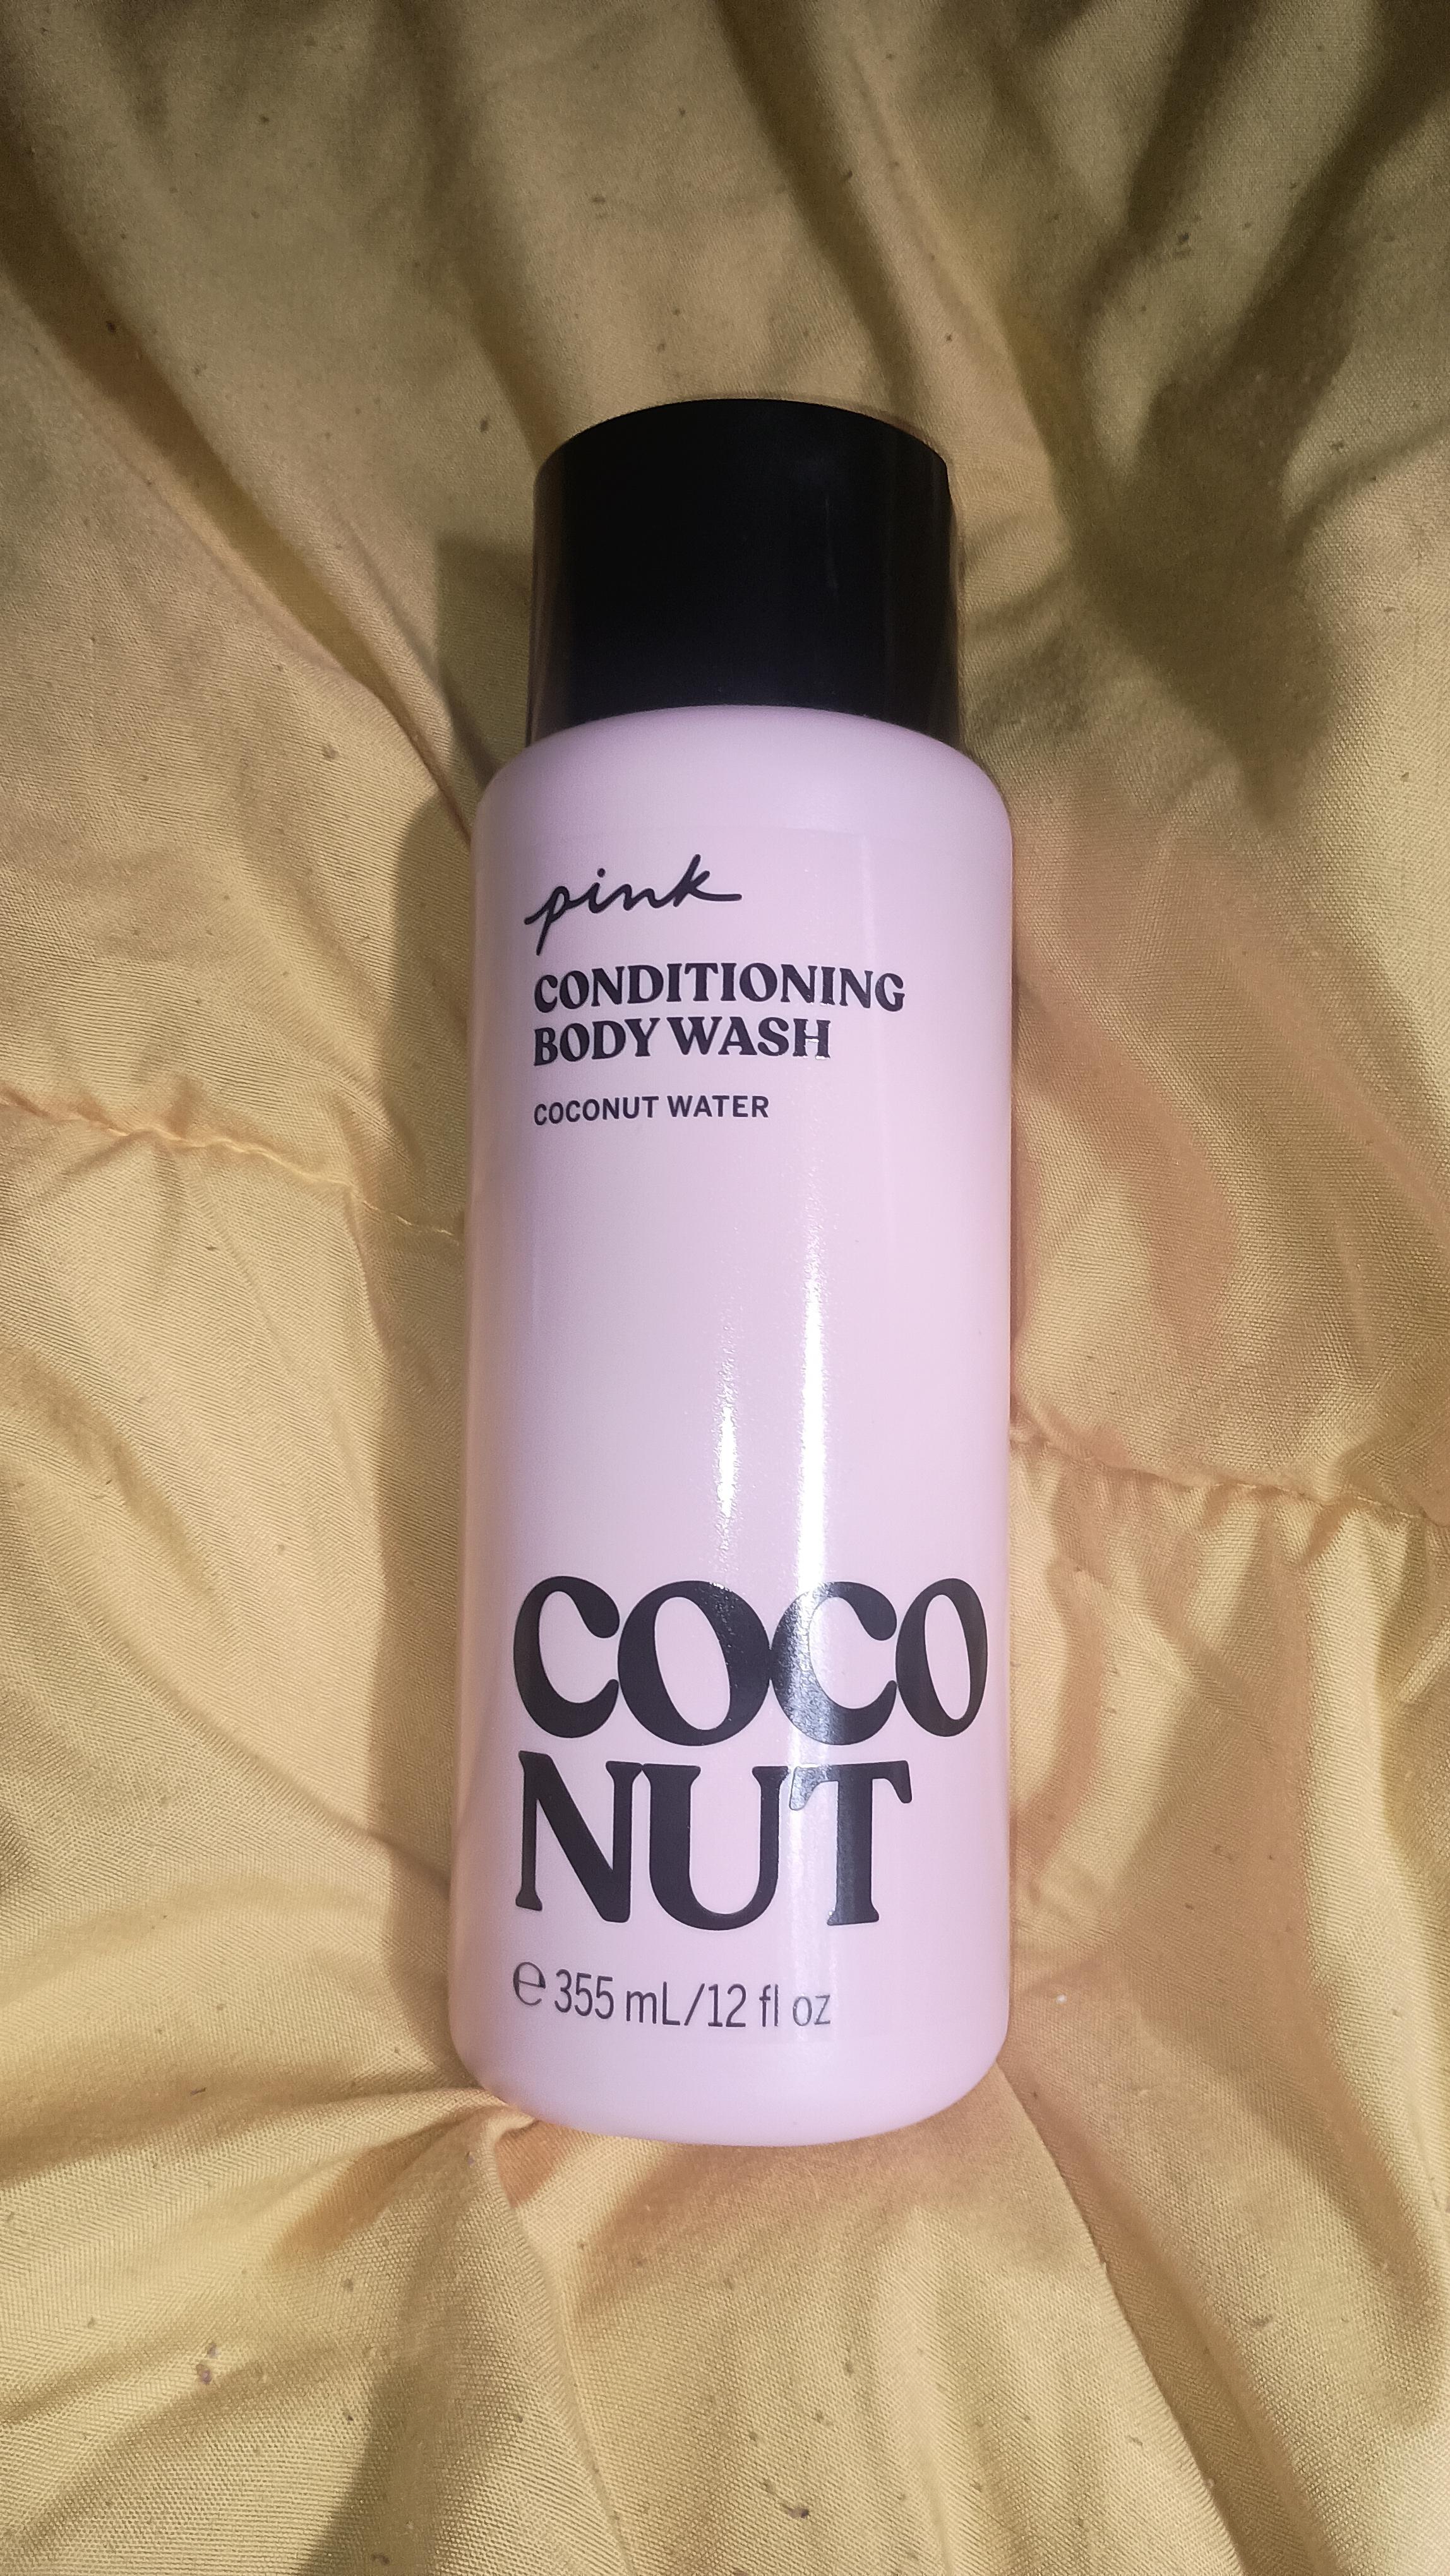 pink
CONDITIONING
BODY WASH
COCONUT WATER
COCO
NUT
℮ 355 mL/12 fl oz